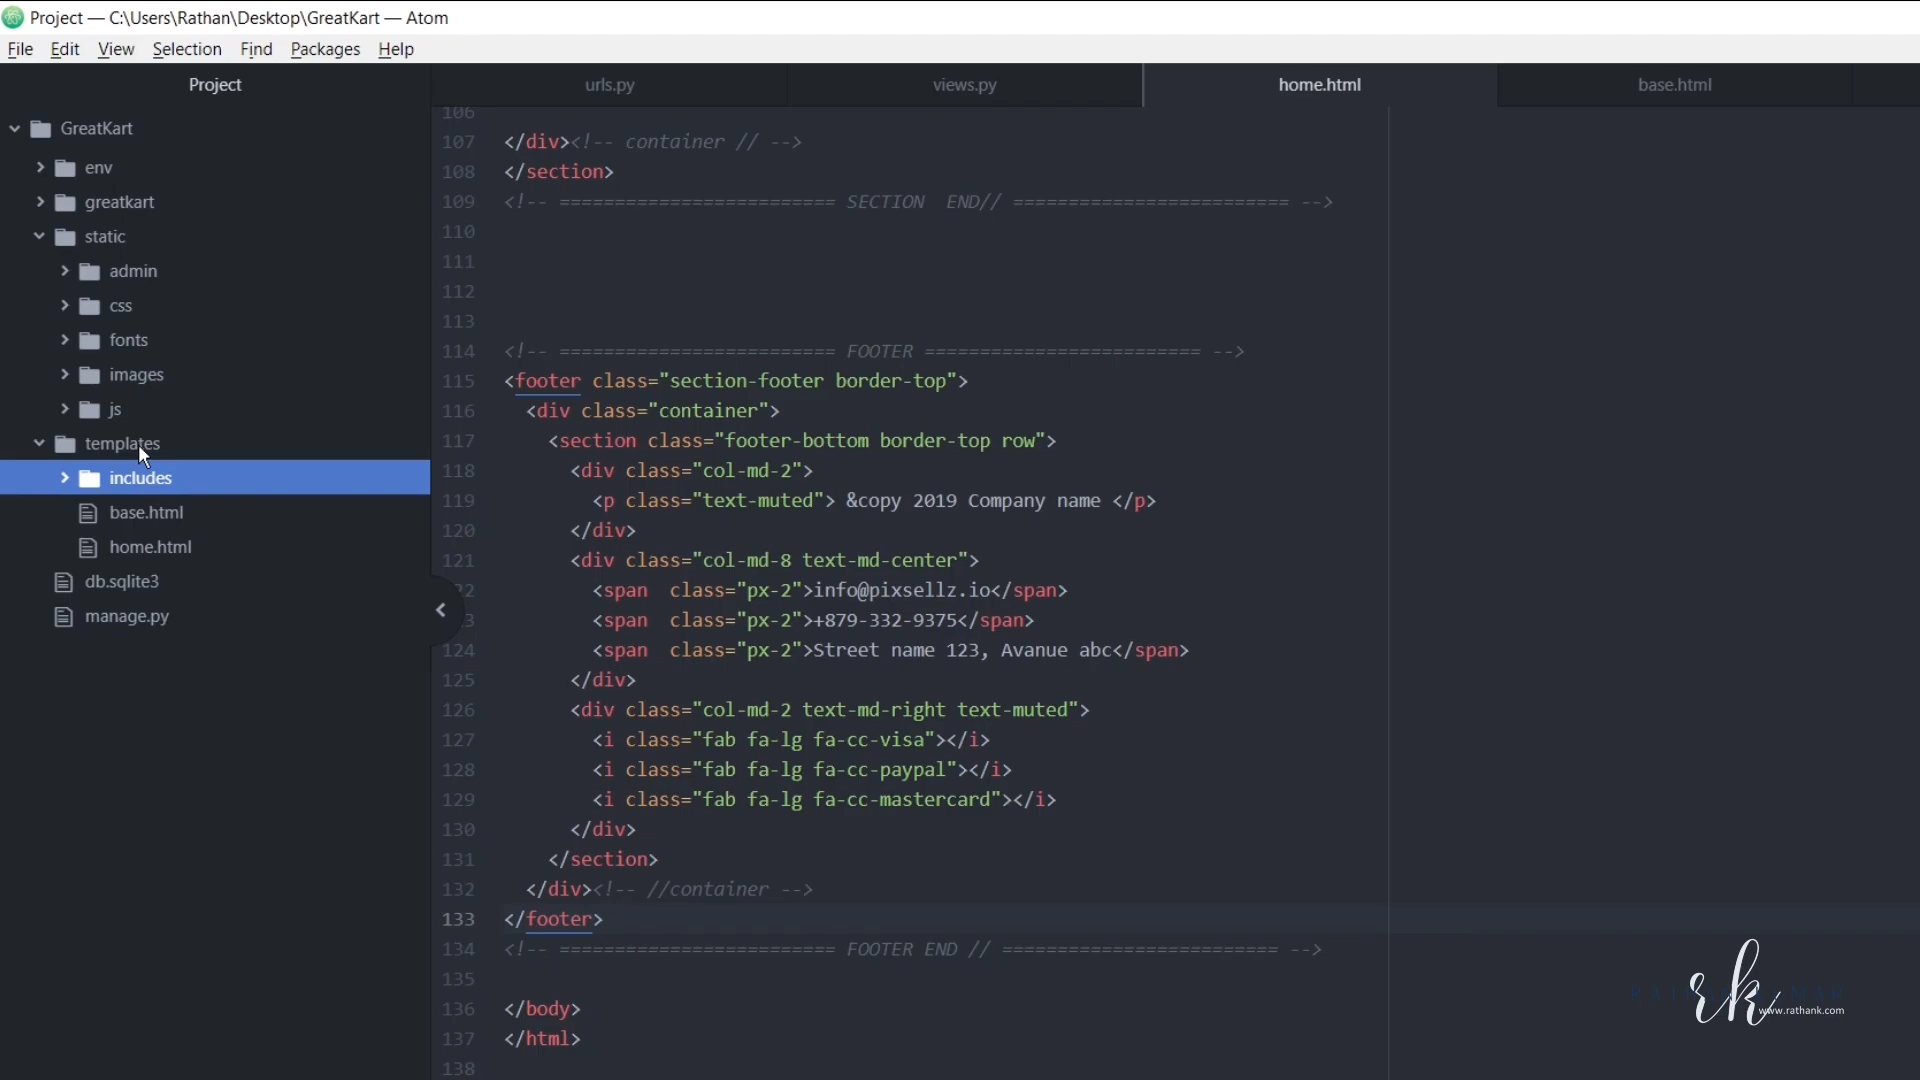 Project — C:\Users\Rathan\Desktop\GreatKart — Atom
File Edit View Selection Find Packages Help
Project
urls.py views.py home.html base.html
GreatKart
env
greatkart
static
admin
css
fonts
images
js
templates
includes
base.html
home.html
db.sqlite3
manage.py
106
107 </div><!-- container // -->
108 </section>
109 <!-- ========================= SECTION  END// ========================= -->
110
111
112
113
114 <!-- ========================= FOOTER ========================= -->
115 <footer class="section-footer border-top">
116   <div class="container">
117     <section class="footer-bottom border-top row">
118       <div class="col-md-2">
119         <p class="text-muted"> &copy 2019 Company name </p>
120       </div>
121       <div class="col-md-8 text-md-center">
22         <span  class="px-2">info@pixsellz.io</span>
3         <span  class="px-2">+879-332-9375</span>
124         <span  class="px-2">Street name 123, Avanue abc</span>
125       </div>
126       <div class="col-md-2 text-md-right text-muted">
127         <i class="fab fa-lg fa-cc-visa"></i>
128         <i class="fab fa-lg fa-cc-paypal"></i>
129         <i class="fab fa-lg fa-cc-mastercard"></i>
130       </div>
131     </section>
132   </div><!-- //container -->
133 </footer>
134 <!-- ========================= FOOTER END // ========================= -->
135
136 </body>
137 </html>
138
rk
www.rathank.com